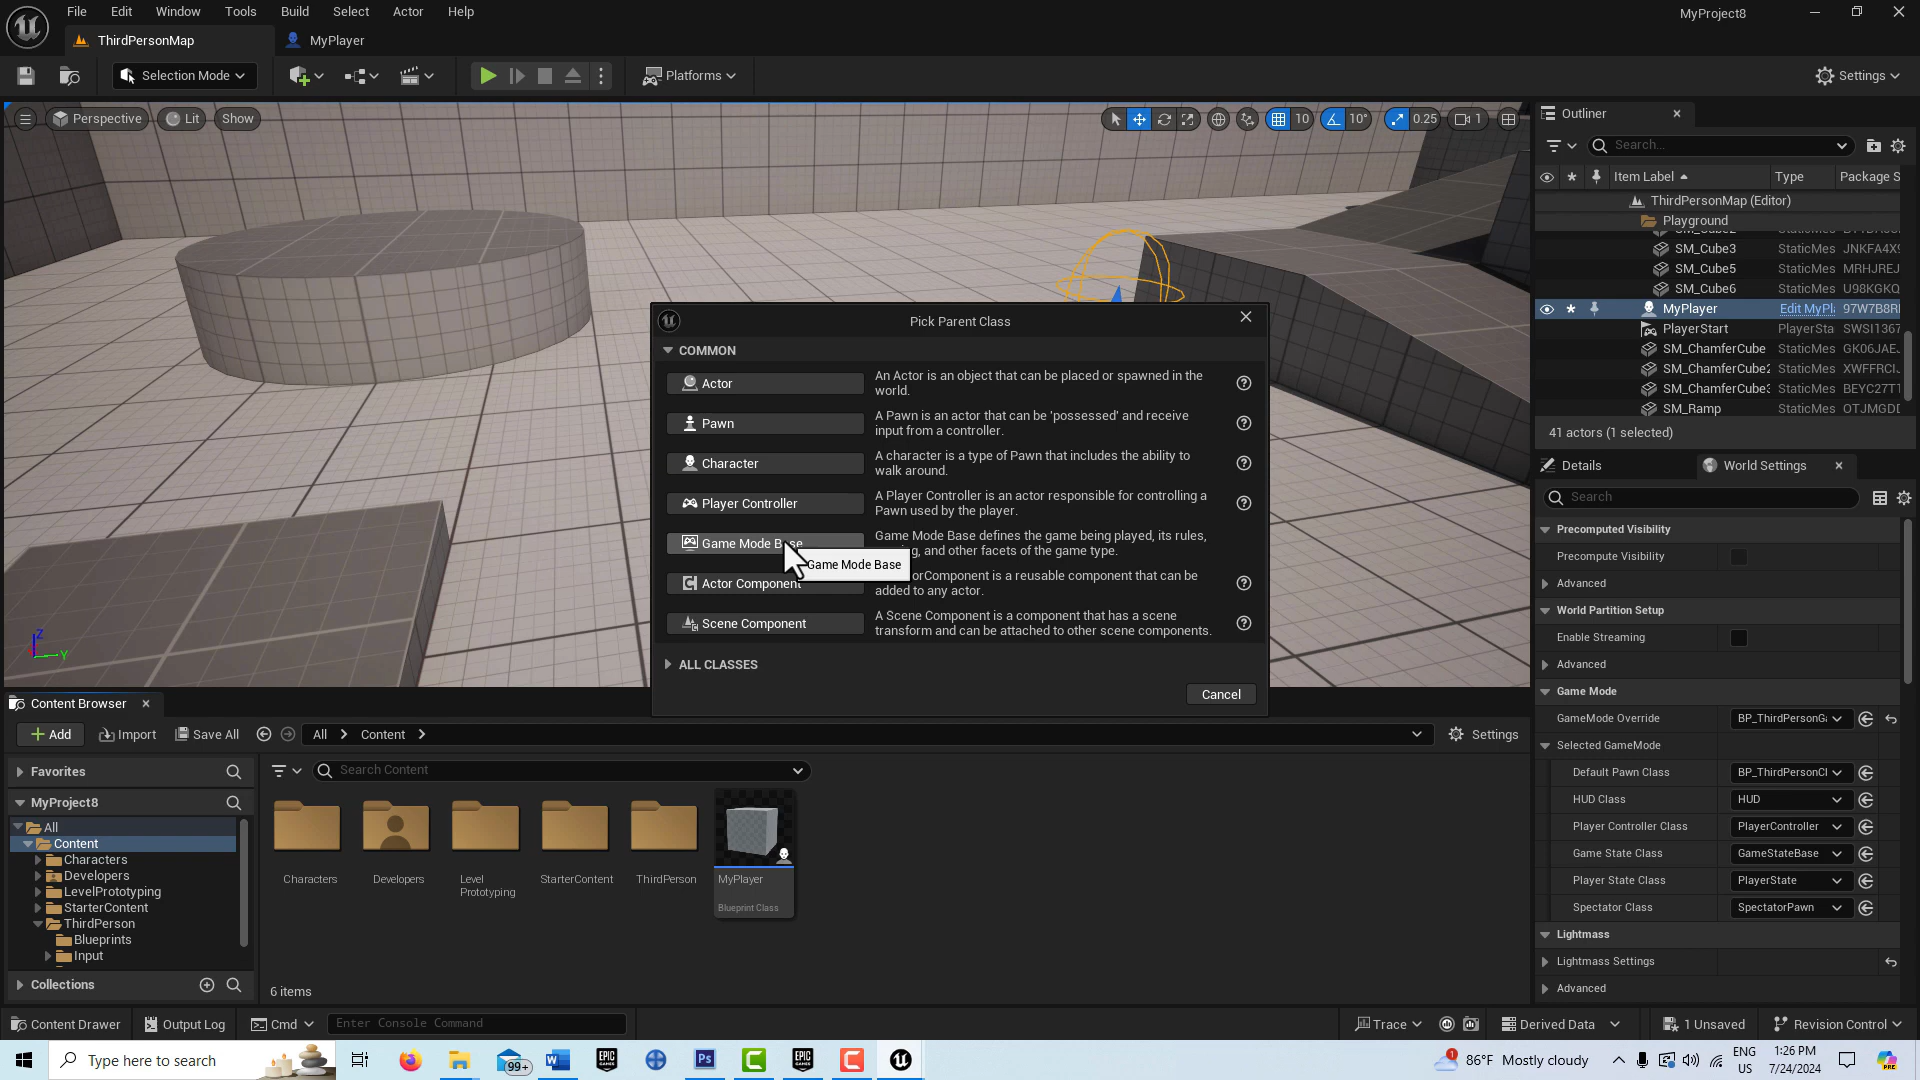 File Edit Window Tools Build Select Actor Help
MyProject8
ThirdPersonMap
MyPlayer
Selection Mode
Platforms
Settings
Perspective
Lit
Show
10
10°
0.25
1
Outliner
Search...
Item Label
Type
Package S
ThirdPersonMap (Editor)
Playground
SM_Cube3 StaticMes JNKFA4X9
SM_Cube5 StaticMes MRHJREJ
SM_Cube6 StaticMes U98KGKQ
MyPlayer Edit MyPl 97W7B8R
PlayerStart PlayerSta SWSI1367
SM_ChamferCube StaticMes GK06JAEJ
SM_ChamferCube2 StaticMes XWFFRCIJ
SM_ChamferCube3 StaticMes BEYC27T1
SM_Ramp StaticMes OTJMGDD
41 actors (1 selected)
Pick Parent Class
COMMON
Actor
An Actor is an object that can be placed or spawned in the
world.
Pawn
A Pawn is an actor that can be 'possessed' and receive
input from a controller.
Character
A character is a type of Pawn that includes the ability to
walk around.
Player Controller
A Player Controller is an actor responsible for controlling a
Pawn used by the player.
Game Mode Base
Game Mode Base defines the game being played, its rules,
, and other facets of the game type.
Game Mode Base
Actor Component
orComponent is a reusable component that can be
added to any actor.
Scene Component
A Scene Component is a component that has a scene
transform and can be attached to other scene components.
ALL CLASSES
Cancel
Details
World Settings
Search
Precomputed Visibility
Precompute Visibility
Advanced
World Partition Setup
Enable Streaming
Advanced
Game Mode
GameMode Override BP_ThirdPersonGa
Selected GameMode
Default Pawn Class BP_ThirdPersonCl
HUD Class HUD
Player Controller Class PlayerController
Game State Class GameStateBase
Player State Class PlayerState
Spectator Class SpectatorPawn
Lightmass
Lightmass Settings
Advanced
Z
Y
Content Browser
Add
Import
Save All
All
Content
Settings
Favorites
MyProject8
All
Content
Characters
Developers
LevelPrototyping
StarterContent
ThirdPerson
Blueprints
Input
Collections
Search Content
Characters
Developers
Level
Prototyping
StarterContent
ThirdPerson
MyPlayer
Blueprint Class
6 items
Content Drawer
Output Log
Cmd
Enter Console Command
Trace
Derived Data
1 Unsaved
Revision Control
Type here to search
99+
1
86°F Mostly cloudy
ENG
US
1:26 PM
7/24/2024